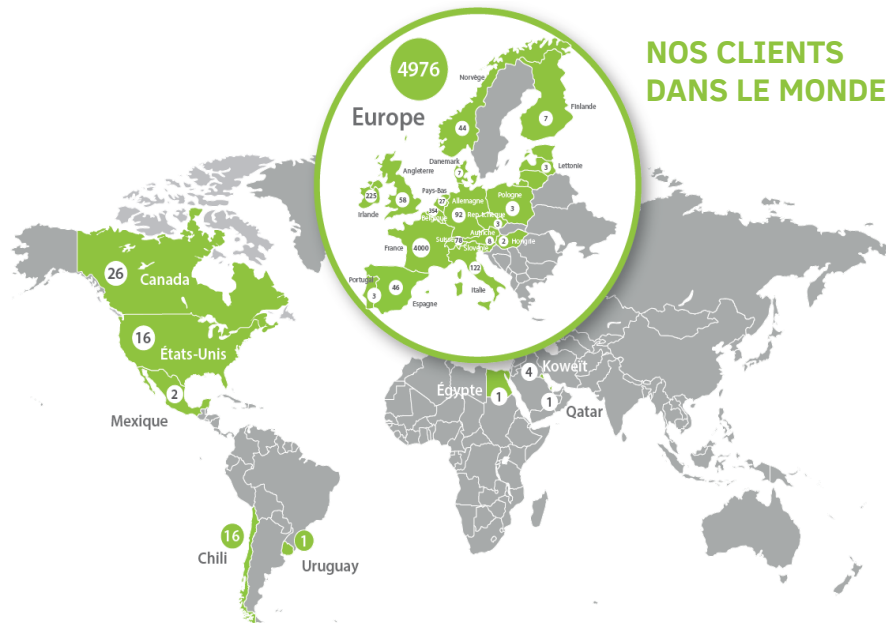 NOS CLIENTS
DANS LE MONDE
4976
Europe
Norvège
44
Finlande
7
Danemark
7
Lettonie
3
Angleterre
58
225
Irlande
Pays-Bas
27
354
Belgique
Allemagne
92
Pologne
3
Rep.tchèque
3
Autriche
8
Hongrie
2
Suisse
78
Slovénie
France
4000
122
Italie
Portugal
3
46
Espagne
26
Canada
16
États-Unis
2
Mexique
Égypte
1
4
Koweït
1
Qatar
16
Chili
1
Uruguay